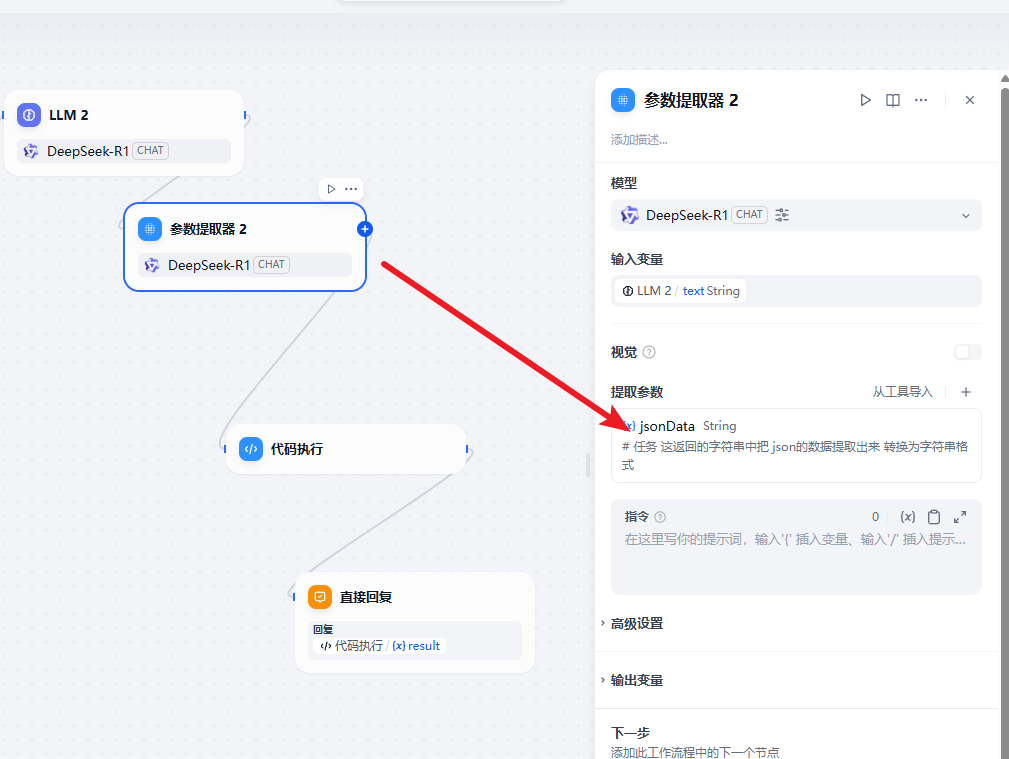 LLM 2
DeepSeek-R1 CHAT
参数提取器 2
DeepSeek-R1 CHAT
代码执行
直接回复
回复
代码执行 / {x} result
参数提取器 2
添加描述...
模型
DeepSeek-R1 CHAT
输入变量
LLM 2 / text String
视觉
提取参数 从工具导入
jsonData String
# 任务 这返回的字符串中把 json的数据提取出来 转换为字符串格
式
指令 0 {x}
在这里写你的提示词，输入'{' 插入变量、输入'/' 插入提示...
高级设置
输出变量
下一步
添加此工作流程中的下一个节点